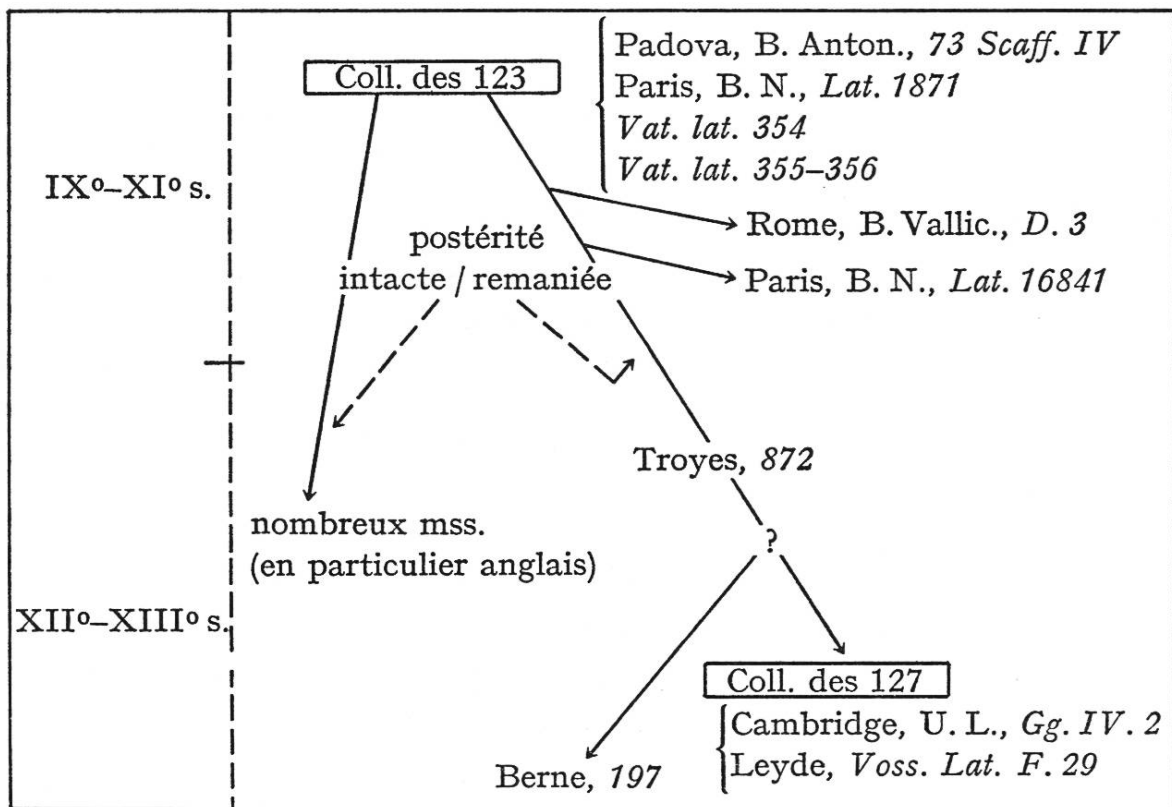 Coll. des 123
Padova, B. Anton., 73 Scaff. IV
Paris, B. N., Lat. 1871
Vat. lat. 354
Vat. lat. 355–356
IXº–XIº s.
Rome, B. Vallic., D. 3
postérité
intacte / remaniée
Paris, B. N., Lat. 16841
Troyes, 872
nombreux mss.
(en particulier anglais)
?
XIIº–XIIIº s.
Coll. des 127
Cambridge, U. L., Gg. IV. 2
Leyde, Voss. Lat. F. 29
Berne, 197